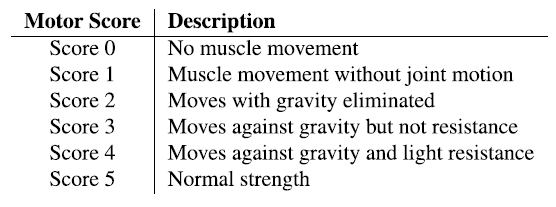 Motor Score Description
Score 0 No muscle movement
Score 1 Muscle movement without joint motion
Score 2 Moves with gravity eliminated
Score 3 Moves against gravity but not resistance
Score 4 Moves against gravity and light resistance
Score 5 Normal strength